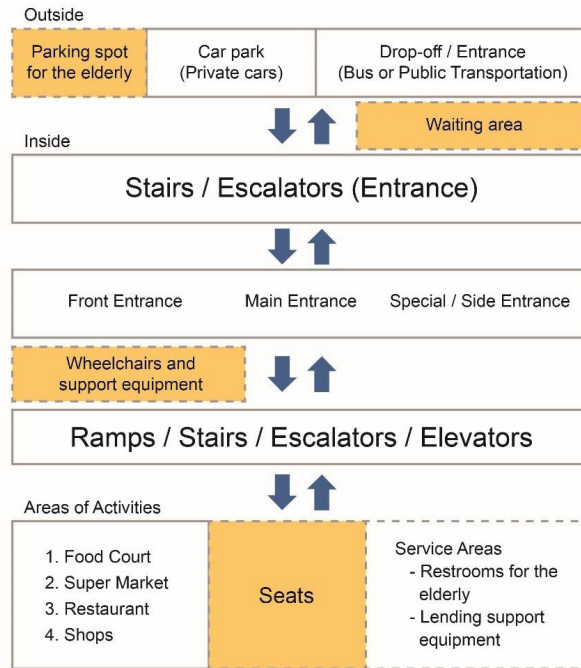 Outside
Parking spot
for the elderly
Car park
(Private cars)
Drop-off / Entrance
(Bus or Public Transportation)
Waiting area
Inside
Stairs / Escalators (Entrance)
Front Entrance
Main Entrance
Special / Side Entrance
Wheelchairs and
support equipment
Ramps / Stairs / Escalators / Elevators
Areas of Activities
1. Food Court
2. Super Market
3. Restaurant
4. Shops
Seats
Service Areas
- Restrooms for the
elderly
- Lending support
equipment